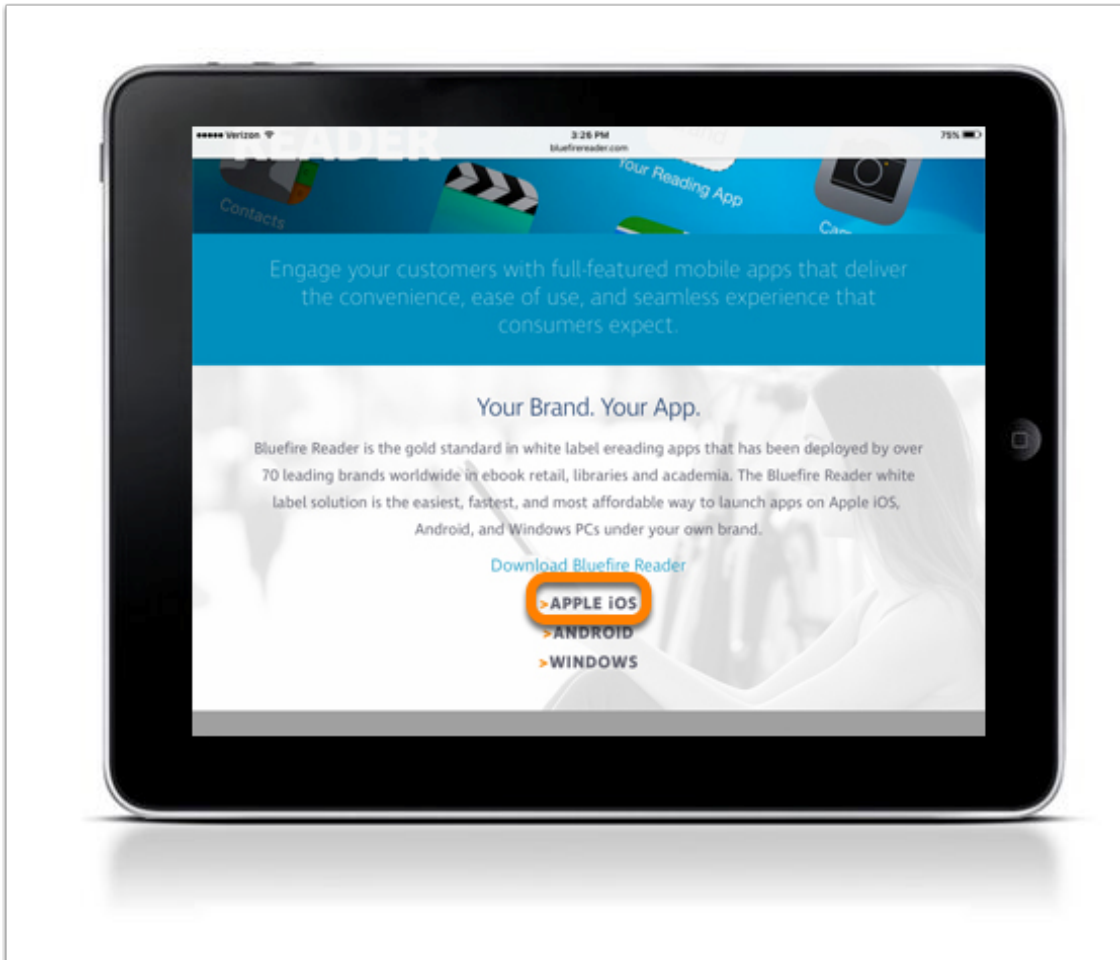 ●●●●● Verizon 3:26 PM 75%
bluefirereader.com
READER
and
Your Reading App
Contacts
Engage your customers with full-featured mobile apps that deliver
the convenience, ease of use, and seamless experience that
consumers expect.
Your Brand. Your App.
Bluefire Reader is the gold standard in white label ereading apps that has been deployed by over
70 leading brands worldwide in ebook retail, libraries and academia. The Bluefire Reader white
label solution is the easiest, fastest, and most affordable way to launch apps on Apple iOS,
Android, and Windows PCs under your own brand.
Download Bluefire Reader
>APPLE iOS
>ANDROID
>WINDOWS